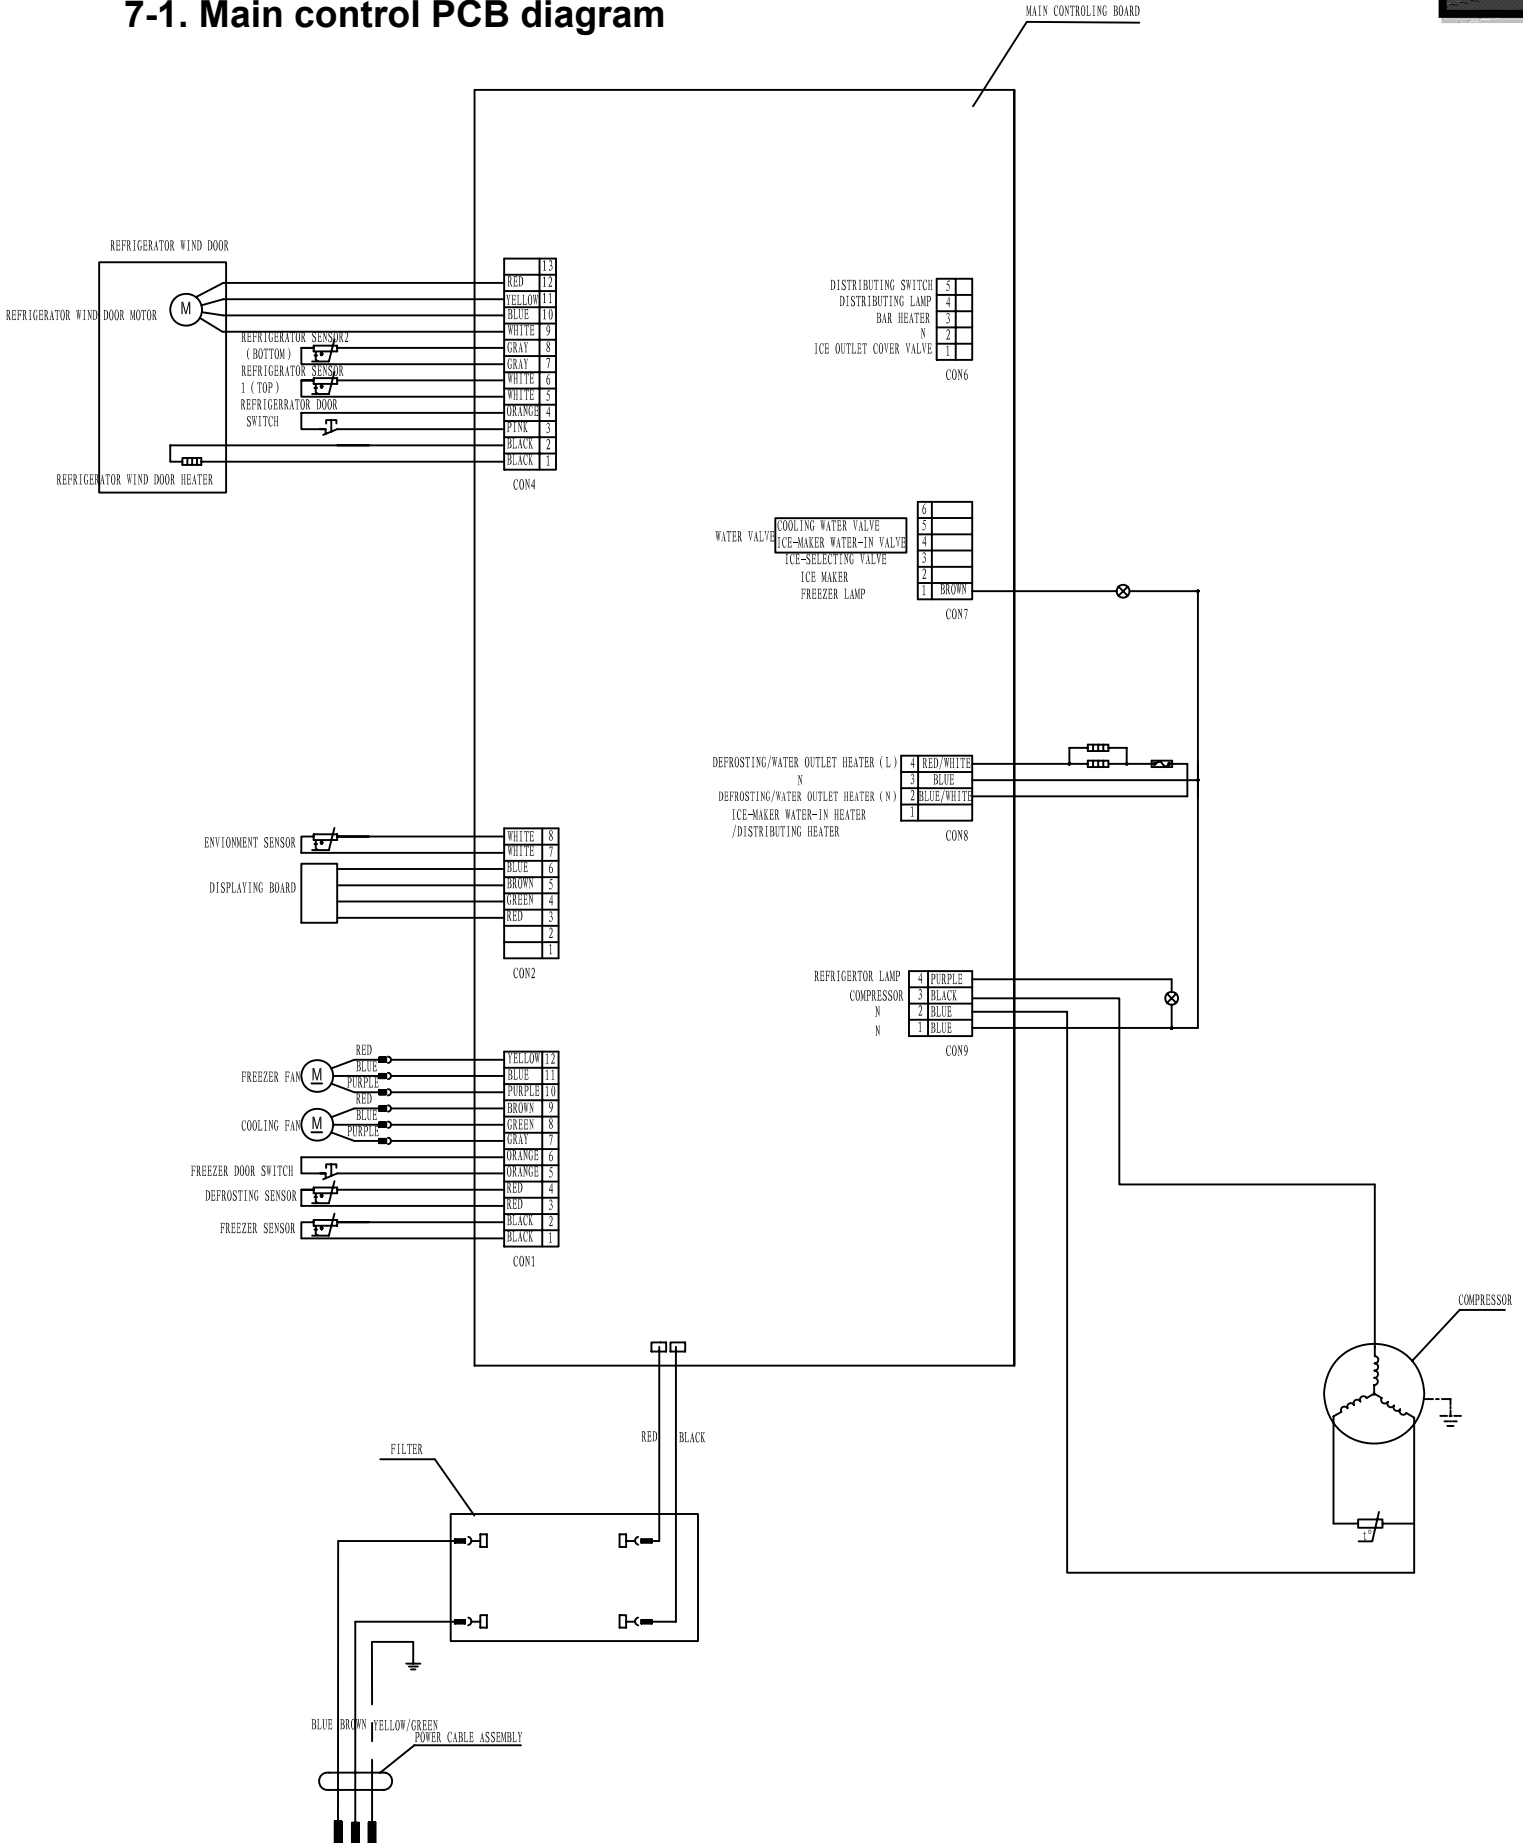 7-1. Main control PCB diagram
MAIN CONTROLING BOARD
REFRIGERATOR WIND DOOR
REFRIGERATOR WIND DOOR MOTOR
M
REFRIGERATOR SENSOR2
(BOTTOM)
REFRIGERATOR SENSOR
1 (TOP)
REFRIGERRATOR DOOR
SWITCH
REFRIGERATOR WIND DOOR HEATER
13
RED 12
YELLOW 11
BLUE 10
WHITE 9
GRAY 8
GRAY 7
WHITE 6
WHITE 5
ORANGE 4
PINK 3
BLACK 2
BLACK 1
CON4
DISTRIBUTING SWITCH 5
DISTRIBUTING LAMP 4
BAR HEATER 3
N 2
ICE OUTLET COVER VALVE 1
CON6
6
WATER VALVE
COOLING WATER VALVE 5
ICE-MAKER WATER-IN VALVE 4
ICE-SELECTING VALVE 3
ICE MAKER 2
FREEZER LAMP 1 BROWN
CON7
DEFROSTING/WATER OUTLET HEATER (L) 4 RED/WHITE
N 3 BLUE
DEFROSTING/WATER OUTLET HEATER (N) 2 BLUE/WHITE
ICE-MAKER WATER-IN HEATER 1
/DISTRIBUTING HEATER
CON8
ENVIONMENT SENSOR
DISPLAYING BOARD
WHITE 8
WHITE 7
BLUE 6
BROWN 5
GREEN 4
RED 3
2
1
CON2
REFRIGERTOR LAMP 4 PURPLE
COMPRESSOR 3 BLACK
N 2 BLUE
N 1 BLUE
CON9
FREEZER FAN
M
RED
BLUE
PURPLE
COOLING FAN
M
RED
BLUE
PURPLE
FREEZER DOOR SWITCH
DEFROSTING SENSOR
FREEZER SENSOR
YELLOW 12
BLUE 11
PURPLE 10
BROWN 9
GREEN 8
GRAY 7
ORANGE 6
ORANGE 5
RED 4
RED 3
BLACK 2
BLACK 1
CON1
COMPRESSOR
t°
RED BLACK
FILTER
BLUE BROWN YELLOW/GREEN
POWER CABLE ASSEMBLY